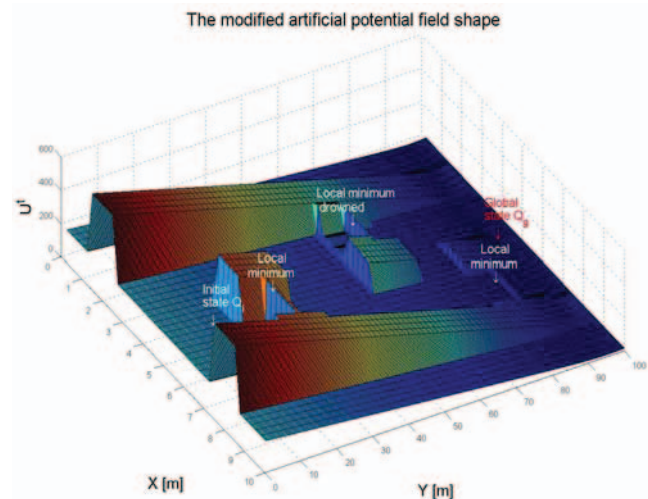 The modified artificial potential field shape
600
400
200
0
U^t
Local minimum
drowned
Global
state Q_g
Local
minimum
Local
minimum
Initial
state Q_i
0
1
2
3
4
5
6
7
8
9
10
X [m]
0
10
20
30
40
50
60
70
80
90
100
Y [m]